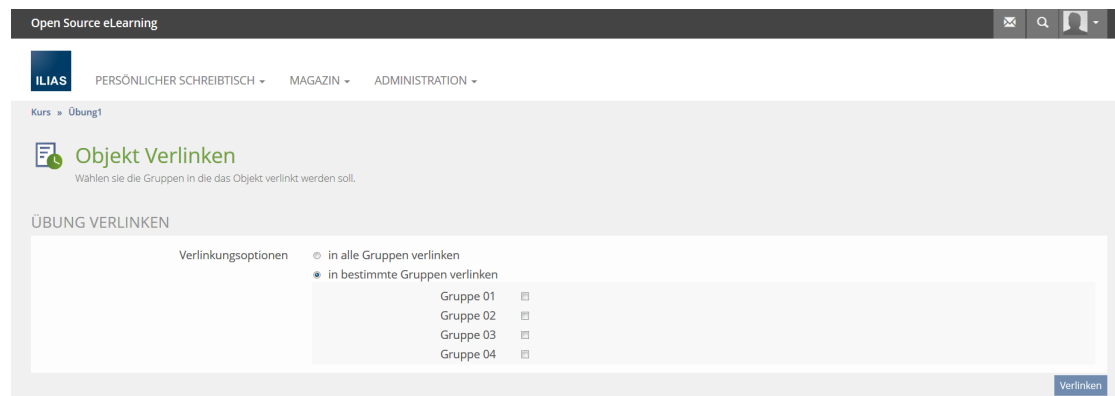 Open Source eLearning
ILIAS PERSÖNLICHER SCHREIBTISCH MAGAZIN ADMINISTRATION
Kurs » Übung1
Objekt Verlinken
Wählen sie die Gruppen in die das Objekt verlinkt werden soll.
ÜBUNG VERLINKEN
Verlinkungsoptionen in alle Gruppen verlinken
in bestimmte Gruppen verlinken
Gruppe 01
Gruppe 02
Gruppe 03
Gruppe 04
Verlinken